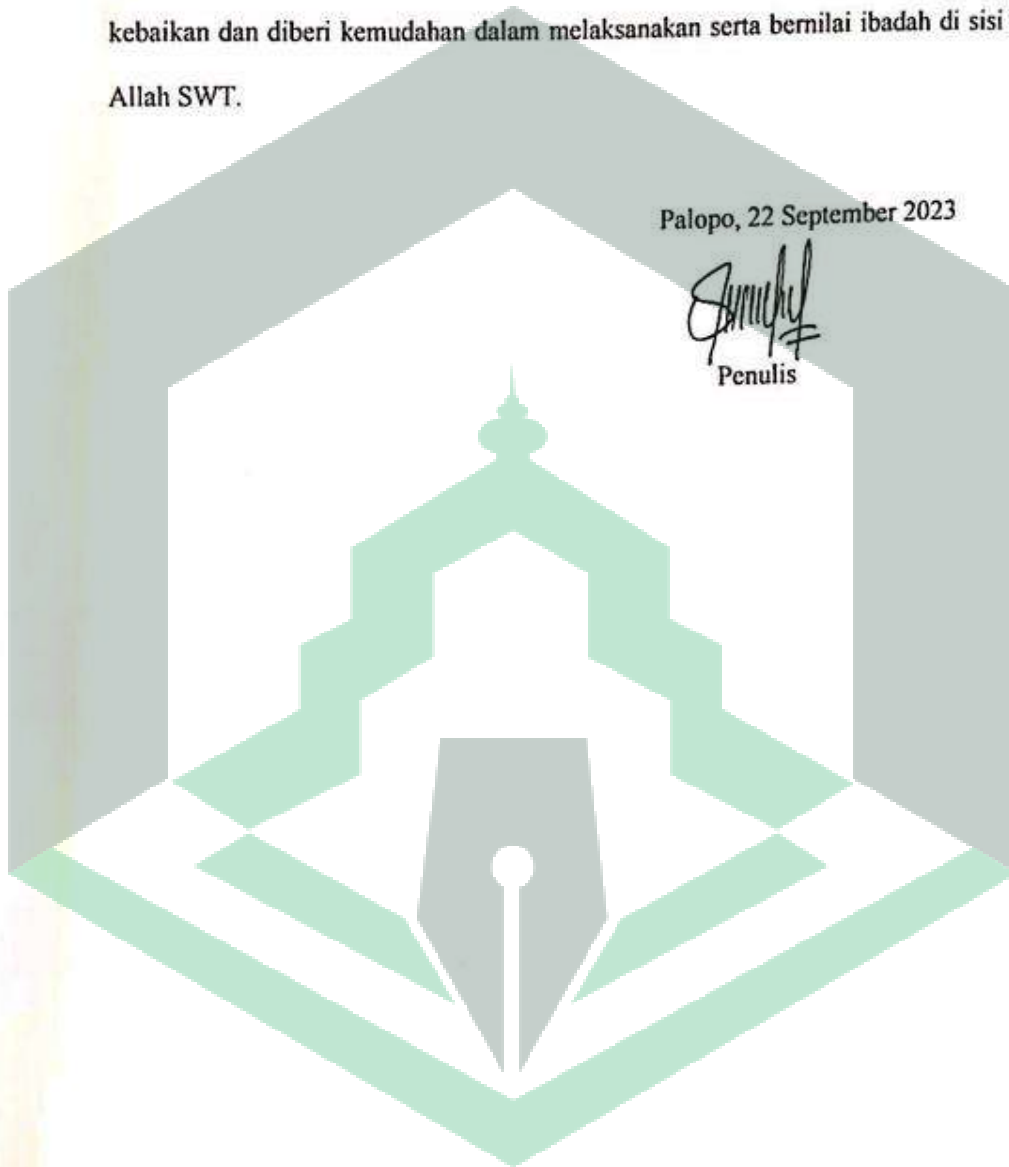 kebaikan dan diberi kemudahan dalam melaksanakan serta bernilai ibadah di sisi
Allah SWT.
Palopo, 22 September 2023
Penulis